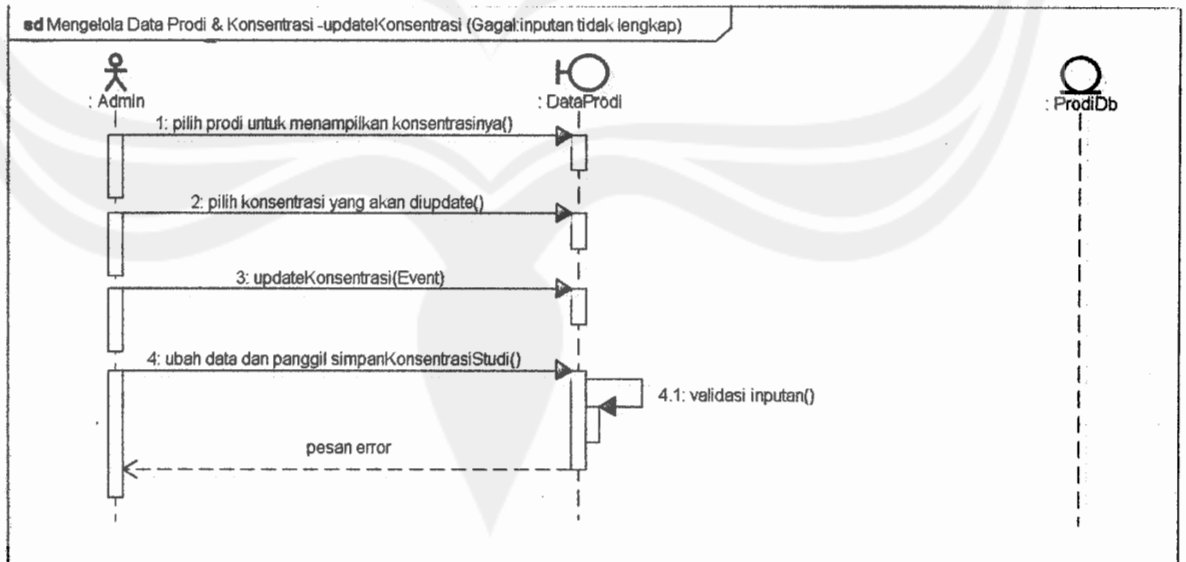 sd Mengelola Data Prodi & Konsentrasi -updateKonsentrasi (Gagal:inputan tidak lengkap)
: Admin
: DataProdi
: ProdiDb
1: pilih prodi untuk menampilkan konsentrasinya()
2: pilih konsentrasi yang akan diupdate()
3: updateKonsentrasi(Event)
4: ubah data dan panggil simpanKonsentrasiStudi()
4.1: validasi inputan()
pesan error